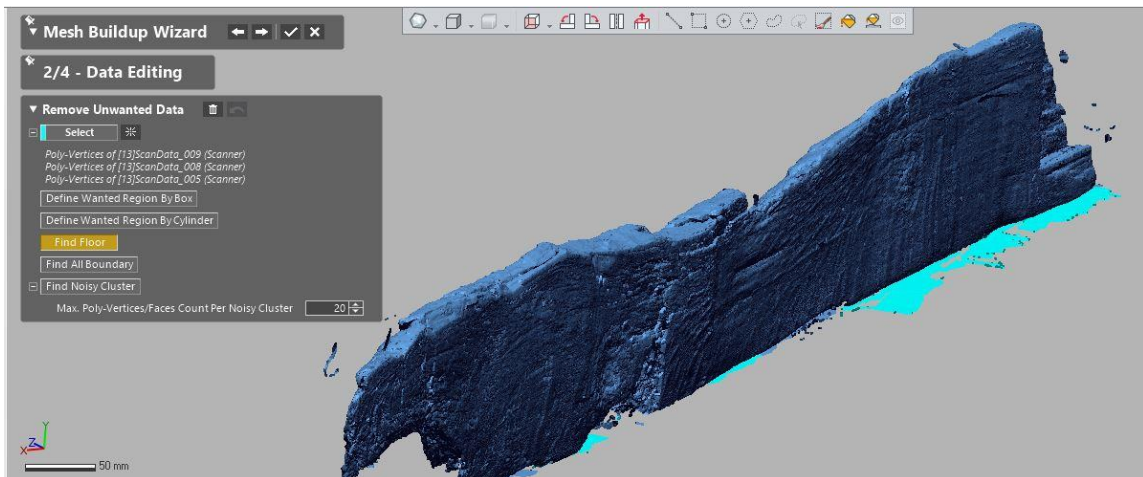 Mesh Buildup Wizard
2/4 - Data Editing
Remove Unwanted Data
Select
Poly-Vertices of [13]ScanData_009 (Scanner)
Poly-Vertices of [13]ScanData_008 (Scanner)
Poly-Vertices of [13]ScanData_005 (Scanner)
Define Wanted Region By Box
Define Wanted Region By Cylinder
Find Floor
Find All Boundary
Find Noisy Cluster
Max. Poly-Vertices/Faces Count Per Noisy Cluster 20
Y
Z
X
50 mm